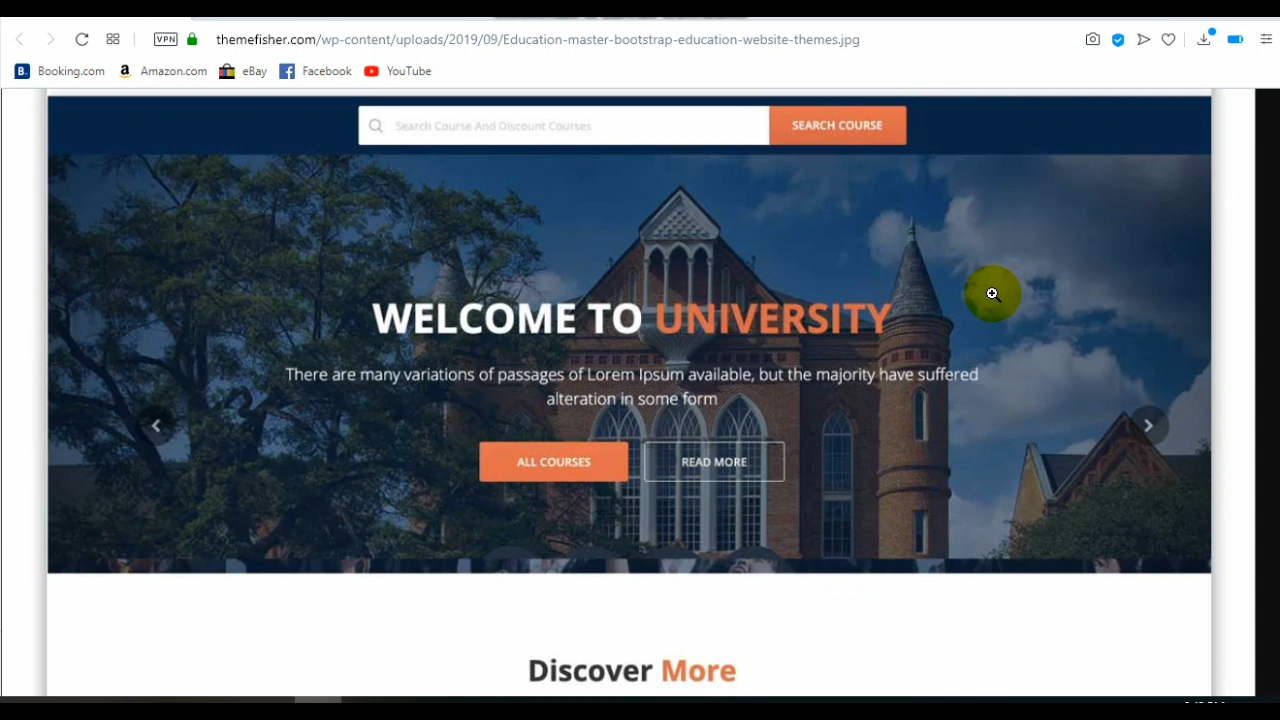 VPN
themefisher.com/wp-content/uploads/2019/09/Education-master-bootstrap-education-website-themes.jpg
B. Booking.com a Amazon.com eBay Facebook YouTube
Search Course And Discount Courses SEARCH COURSE
WELCOME TO UNIVERSITY
There are many variations of passages of Lorem Ipsum available, but the majority have suffered
alteration in some form
ALL COURSES READ MORE
Discover More